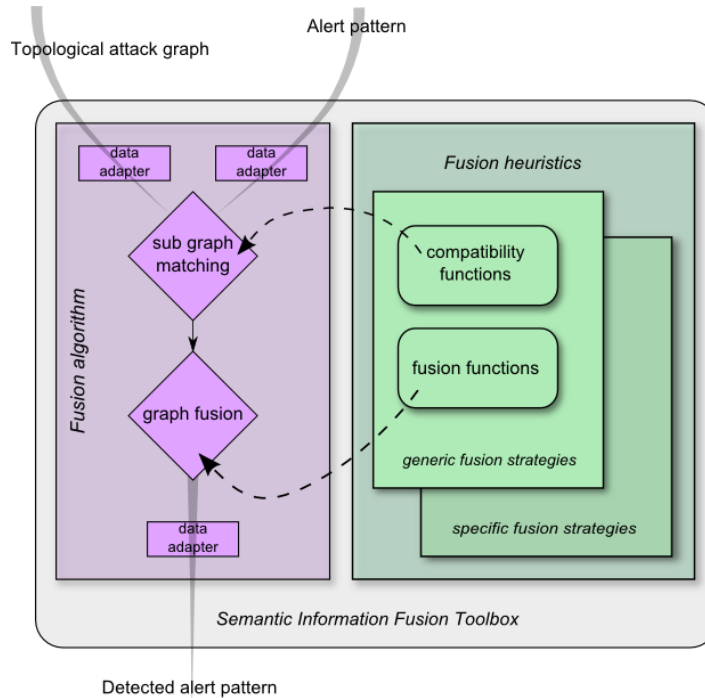 Alert pattern
Topological attack graph
data
adapter
data
adapter
Fusion heuristics
sub graph
matching
compatibility
functions
Fusion algorithm
fusion functions
graph fusion
generic fusion strategies
data
adapter
specific fusion strategies
Semantic Information Fusion Toolbox
Detected alert pattern